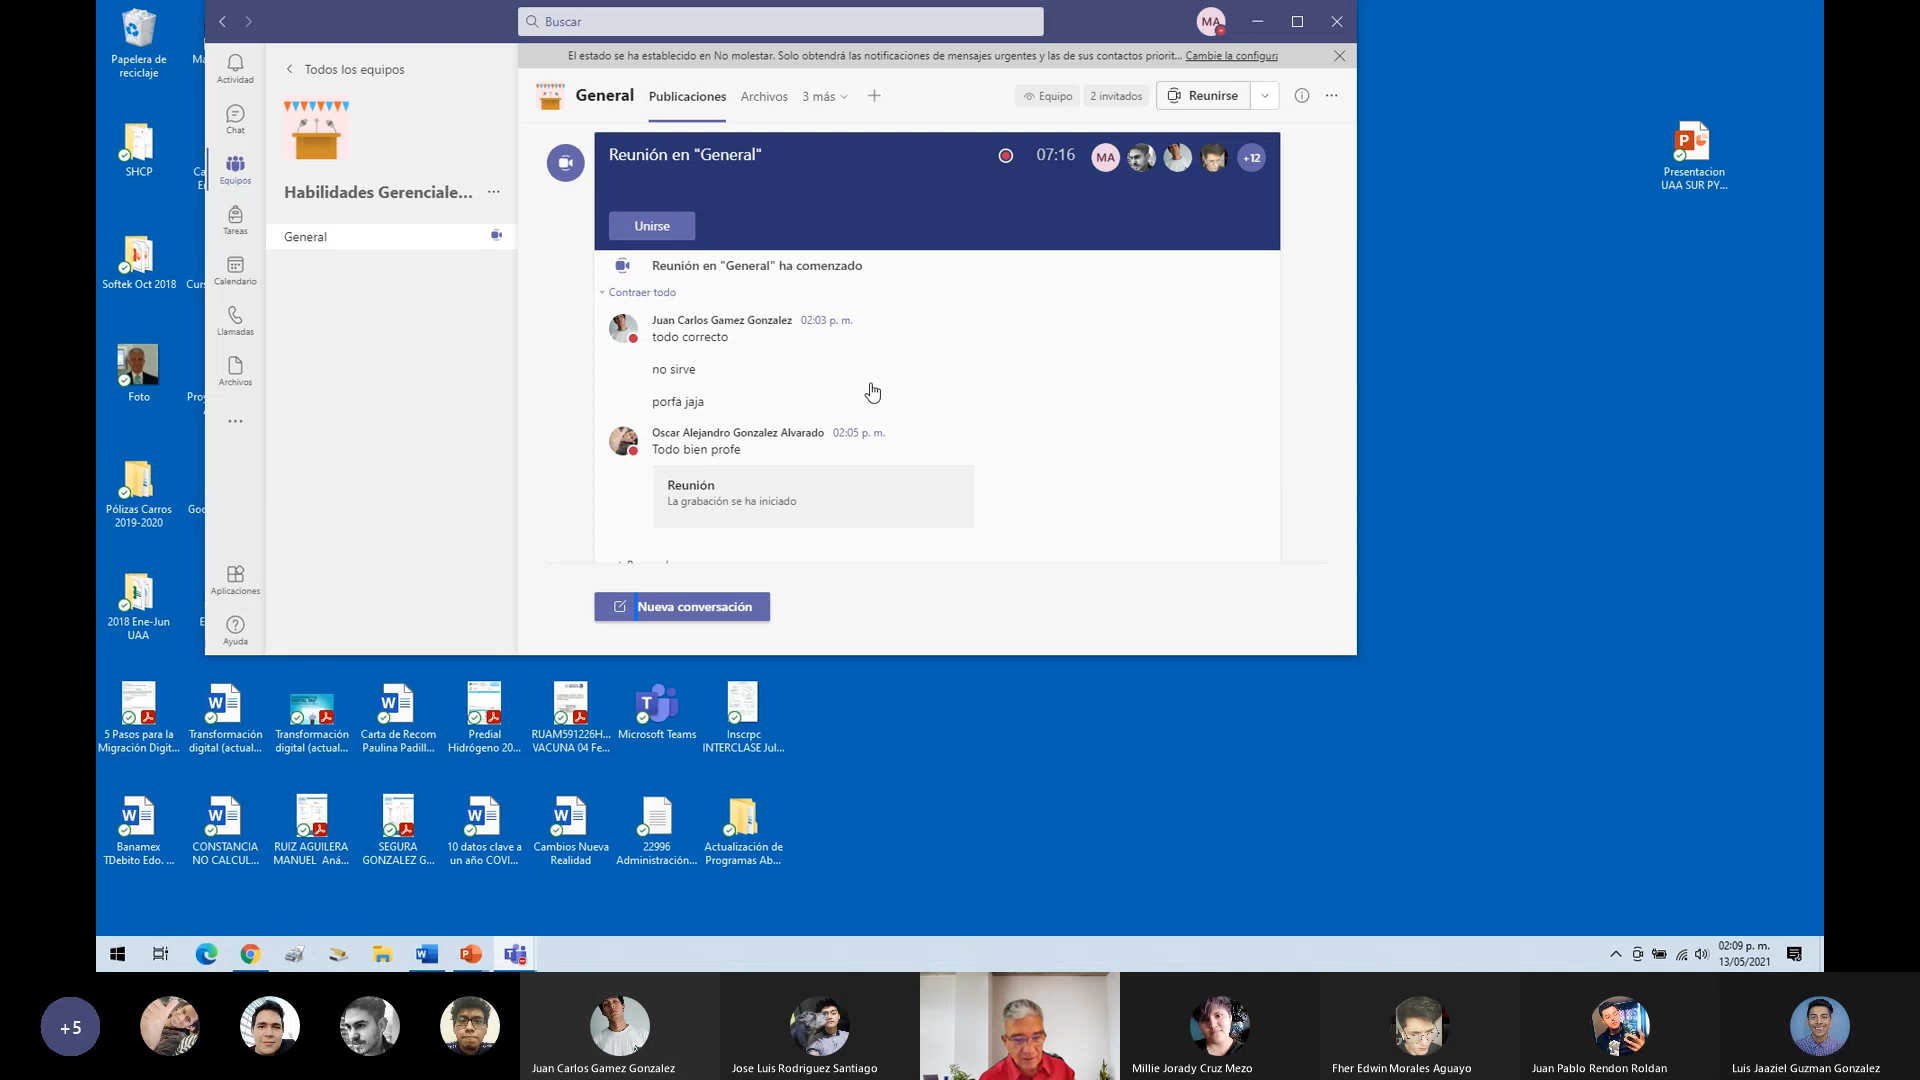 Buscar
MA
El estado se ha establecido en No molestar. Solo obtendrá las notificaciones de mensajes urgentes y las de sus contactos priorit... Cambie la configura
Papelera de
reciclaje
Actividad
Chat
Equipos
Tareas
Calendario
Llamadas
Archivos
Aplicaciones
Ayuda
Todos los equipos
Habilidades Gerenciale...
General
General
Publicaciones
Archivos
3 más
Equipo
2 invitados
Reunirse
Reunión en "General"
07:16
MA
+12
Unirse
Reunión en "General" ha comenzado
Contraer todo
Juan Carlos Gamez Gonzalez 02:03 p. m.
todo correcto
no sirve
porfa jaja
Oscar Alejandro Gonzalez Alvarado 02:05 p. m.
Todo bien profe
Reunión
La grabación se ha iniciado
Nueva conversación
SHCP
Softek Oct 2018
Foto
Pólizas Carros
2019-2020
2018 Ene-Jun
UAA
Presentacion
UAA SUR PY...
5 Pasos para la
Migración Digit...
Transformación
digital (actual...
Transformación
digital (actual...
Carta de Recom
Paulina Padill...
Predial
Hidrógeno 20...
RUAM591226H...
VACUNA 04 Fe...
Microsoft Teams
Inscrpc
INTERCLASE Jul...
Banamex
TDebito Edo. ...
CONSTANCIA
NO CALCUL...
RUIZ AGUILERA
MANUEL Aná...
SEGURA
GONZALEZ G...
10 datos clave a
un año COVI...
Cambios Nueva
Realidad
22996
Administración...
Actualización de
Programas Ab...
02:09 p. m.
13/05/2021
+5
Juan Carlos Gamez Gonzalez
Jose Luis Rodriguez Santiago
Millie Jorady Cruz Mezo
Fher Edwin Morales Aguayo
Juan Pablo Rendon Roldan
Luis Jaaziel Guzman Gonzalez